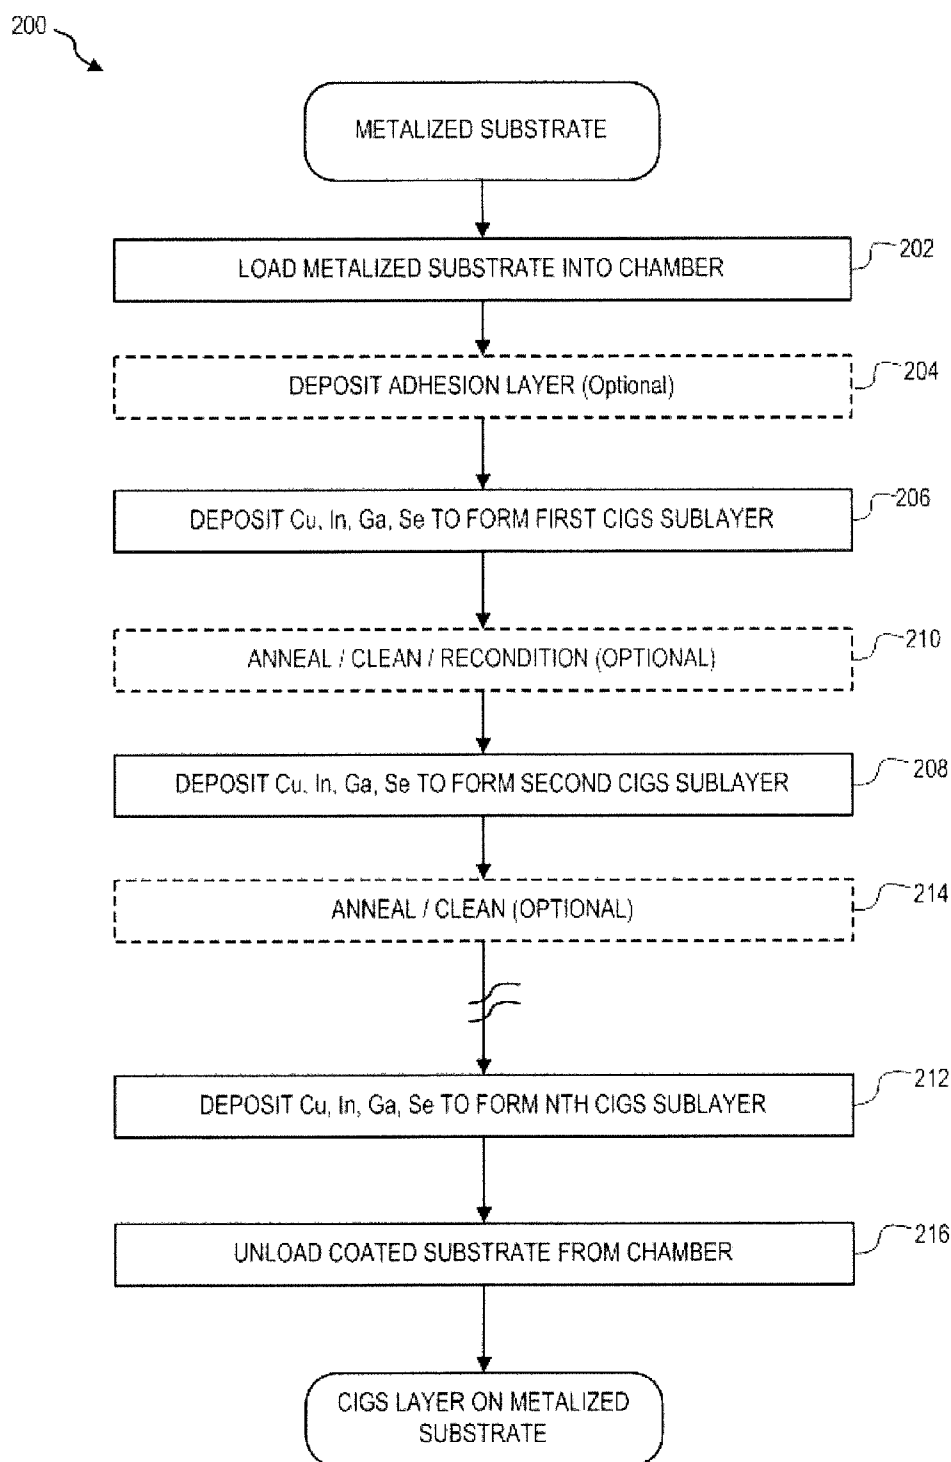 200
METALIZED SUBSTRATE
LOAD METALIZED SUBSTRATE INTO CHAMBER
202
DEPOSIT ADHESION LAYER (Optional)
204
DEPOSIT Cu, In, Ga, Se TO FORM FIRST CIGS SUBLAYER
206
ANNEAL / CLEAN / RECONDITION (OPTIONAL)
210
DEPOSIT Cu, In, Ga, Se TO FORM SECOND CIGS SUBLAYER
208
ANNEAL / CLEAN (OPTIONAL)
214
DEPOSIT Cu, In, Ga, Se TO FORM NTH CIGS SUBLAYER
212
UNLOAD COATED SUBSTRATE FROM CHAMBER
216
CIGS LAYER ON METALIZED
SUBSTRATE